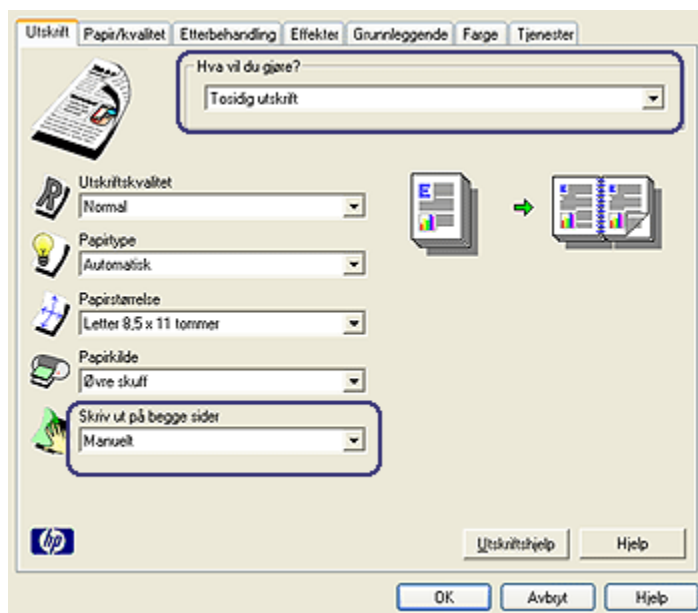 Utskrift Papir/kvalitet Etterbehandling Effekter Grunnleggende Farge Tjenester
Hva vil du gjøre?
Tosidig utskrift
Utskriftskvalitet
Normal
Papirtype
Automatisk
Papirstørrelse
Letter 8,5 x 11 tommer
Papirkilde
Øvre skuff
Skriv ut på begge sider
Manuelt
hp
Utskriftshjelp Hjelp
OK Avbryt Hjelp